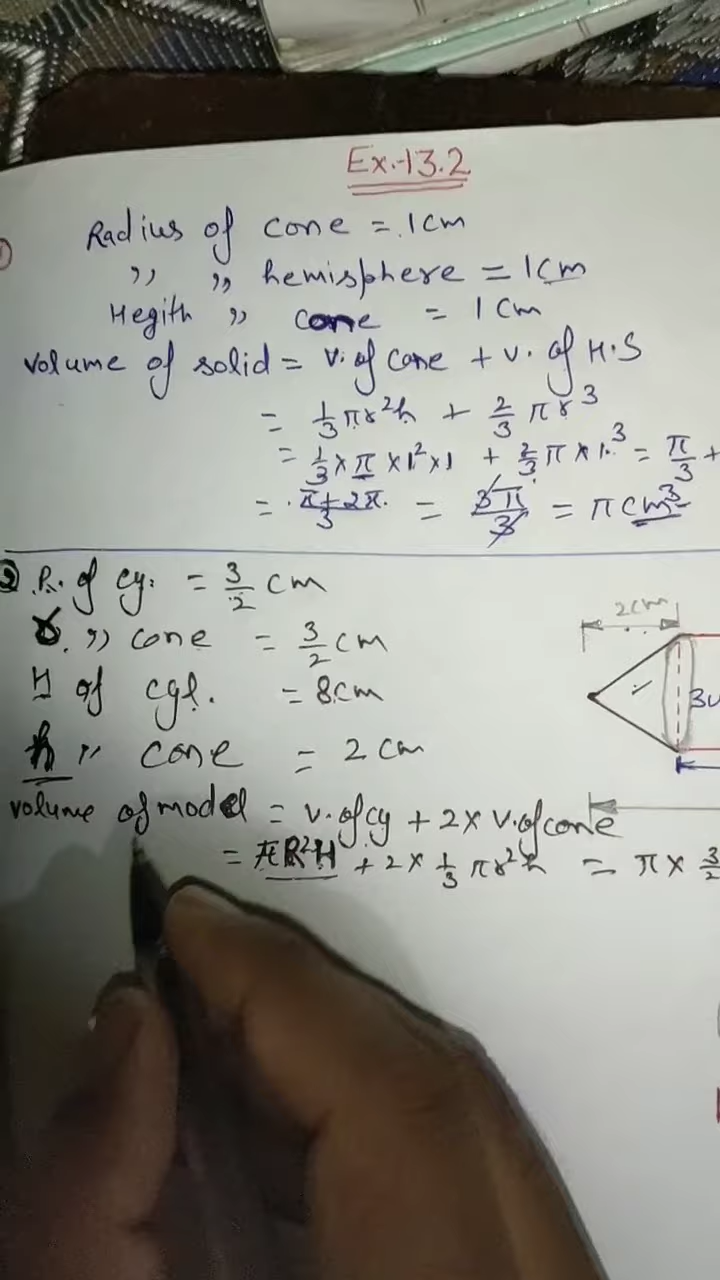 Ex.-13.2
Radius of cone = 1cm
,, ,, hemisphere = 1cm
Hegith ,, cone = 1 cm
volume of solid = v. of cone + v. of H.S
= 1/3 πr²h + 2/3 πr³
= 1/3 × π × 1² × 1 + 2/3 π × 1.³ = π/3 +
= π+2π/3 = 3π/3 = π cm³
2 R. of cy. = 3/2 cm
r. ,, cone = 3/2 cm
H of cyl. = 8cm
h ,, cone = 2 cm
2cm
volume of model = v. of cy + 2× v. of cone
= πR²H + 2× 1/3 πr²h = π× 3/2